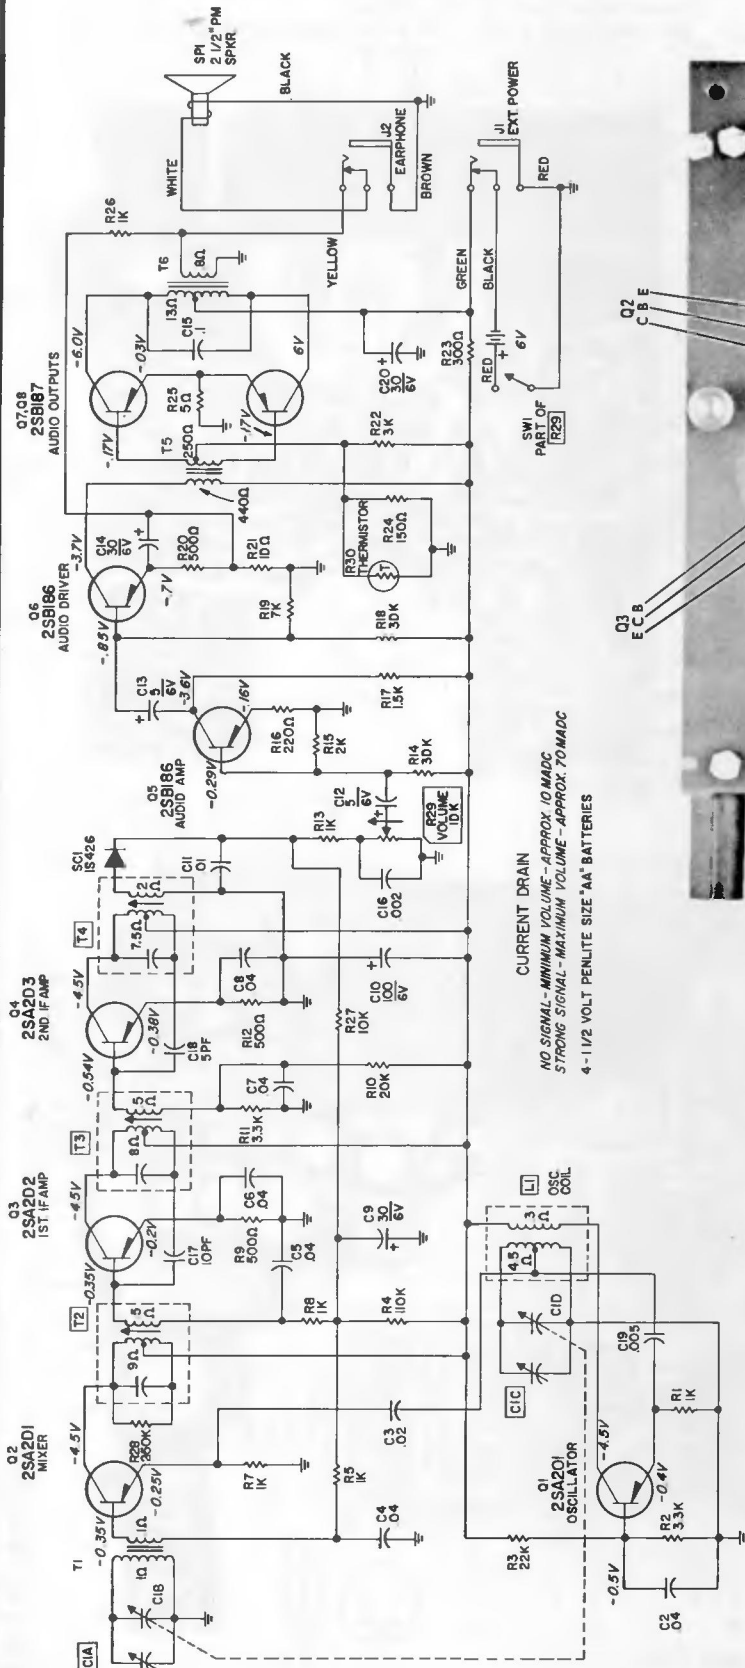 SP1
2 1/2" PM
SPKR
BLACK
WHITE
J2
EARPHONE
BROWN
YELLOW
J1
EXT. POWER
RED
GREEN
BLACK
RED
6V
SW1
PART OF
R29
R26
1K
T6
8Ω
13Ω
C15
.1
-6.0V
-.03V
6V
Q7,Q8
2SB187
AUDIO OUTPUTS
-.17V
-.17V
R25
5Ω
T5
250Ω
440Ω
C20
30
6V
R23
300Ω
R22
3K
R24
150Ω
R30
THERMISTOR
T
Q6
2SB186
AUDIO DRIVER
-3.7V
-.85V
-.7V
C14
30
6V
R20
500Ω
R21
10Ω
R19
7K
R18
30K
C13
5
6V
-3.6V
-.16V
Q5
2SB186
AUDIO AMP
-0.29V
R16
220Ω
R15
2K
R17
1.5K
R14
30K
C12
5
6V
R29
VOLUME
10K
R13
1K
C16
.002
SC1
1S426
C11
.01
T4
2Ω
7.5Ω
Q4
2SA2D3
2ND. IF AMP
-4.5V
-0.54V
-0.38V
C18
5PF
R12
500Ω
C8
.04
C10
100
6V
R27
10K
T3
.5Ω
8Ω
R11
3.3K
C7
.04
R10
20K
Q3
2SA2D2
1ST. IF AMP
-4.5V
-0.35V
-0.2V
C17
10PF
R9
500Ω
C6
.04
C5
.04
C9
30
6V
T2
.5Ω
9Ω
R8
1K
R4
110K
Q2
2SA2D1
MIXER
-4.5V
-0.35V
-0.25V
R28
260K
R7
1K
R5
1K
C3
.02
C4
.04
T1
1Ω
1Ω
C1B
C1A
L1
OSC
COIL
3
Ω
4.5
Ω
C1D
C1C
C19
.005
R1
1K
Q1
2SA201
OSCILLATOR
-4.5V
-0.4V
-0.5V
R3
22K
R2
3.3K
C2
.04
CURRENT DRAIN
NO SIGNAL-MINIMUM VOLUME-APPROX. 10 MADC
STRONG SIGNAL-MAXIMUM VOLUME-APPROX. 70 MADC
4-1 1/2 VOLT PENLITE SIZE "AA" BATTERIES
Q2
C B E
Q3
E C B